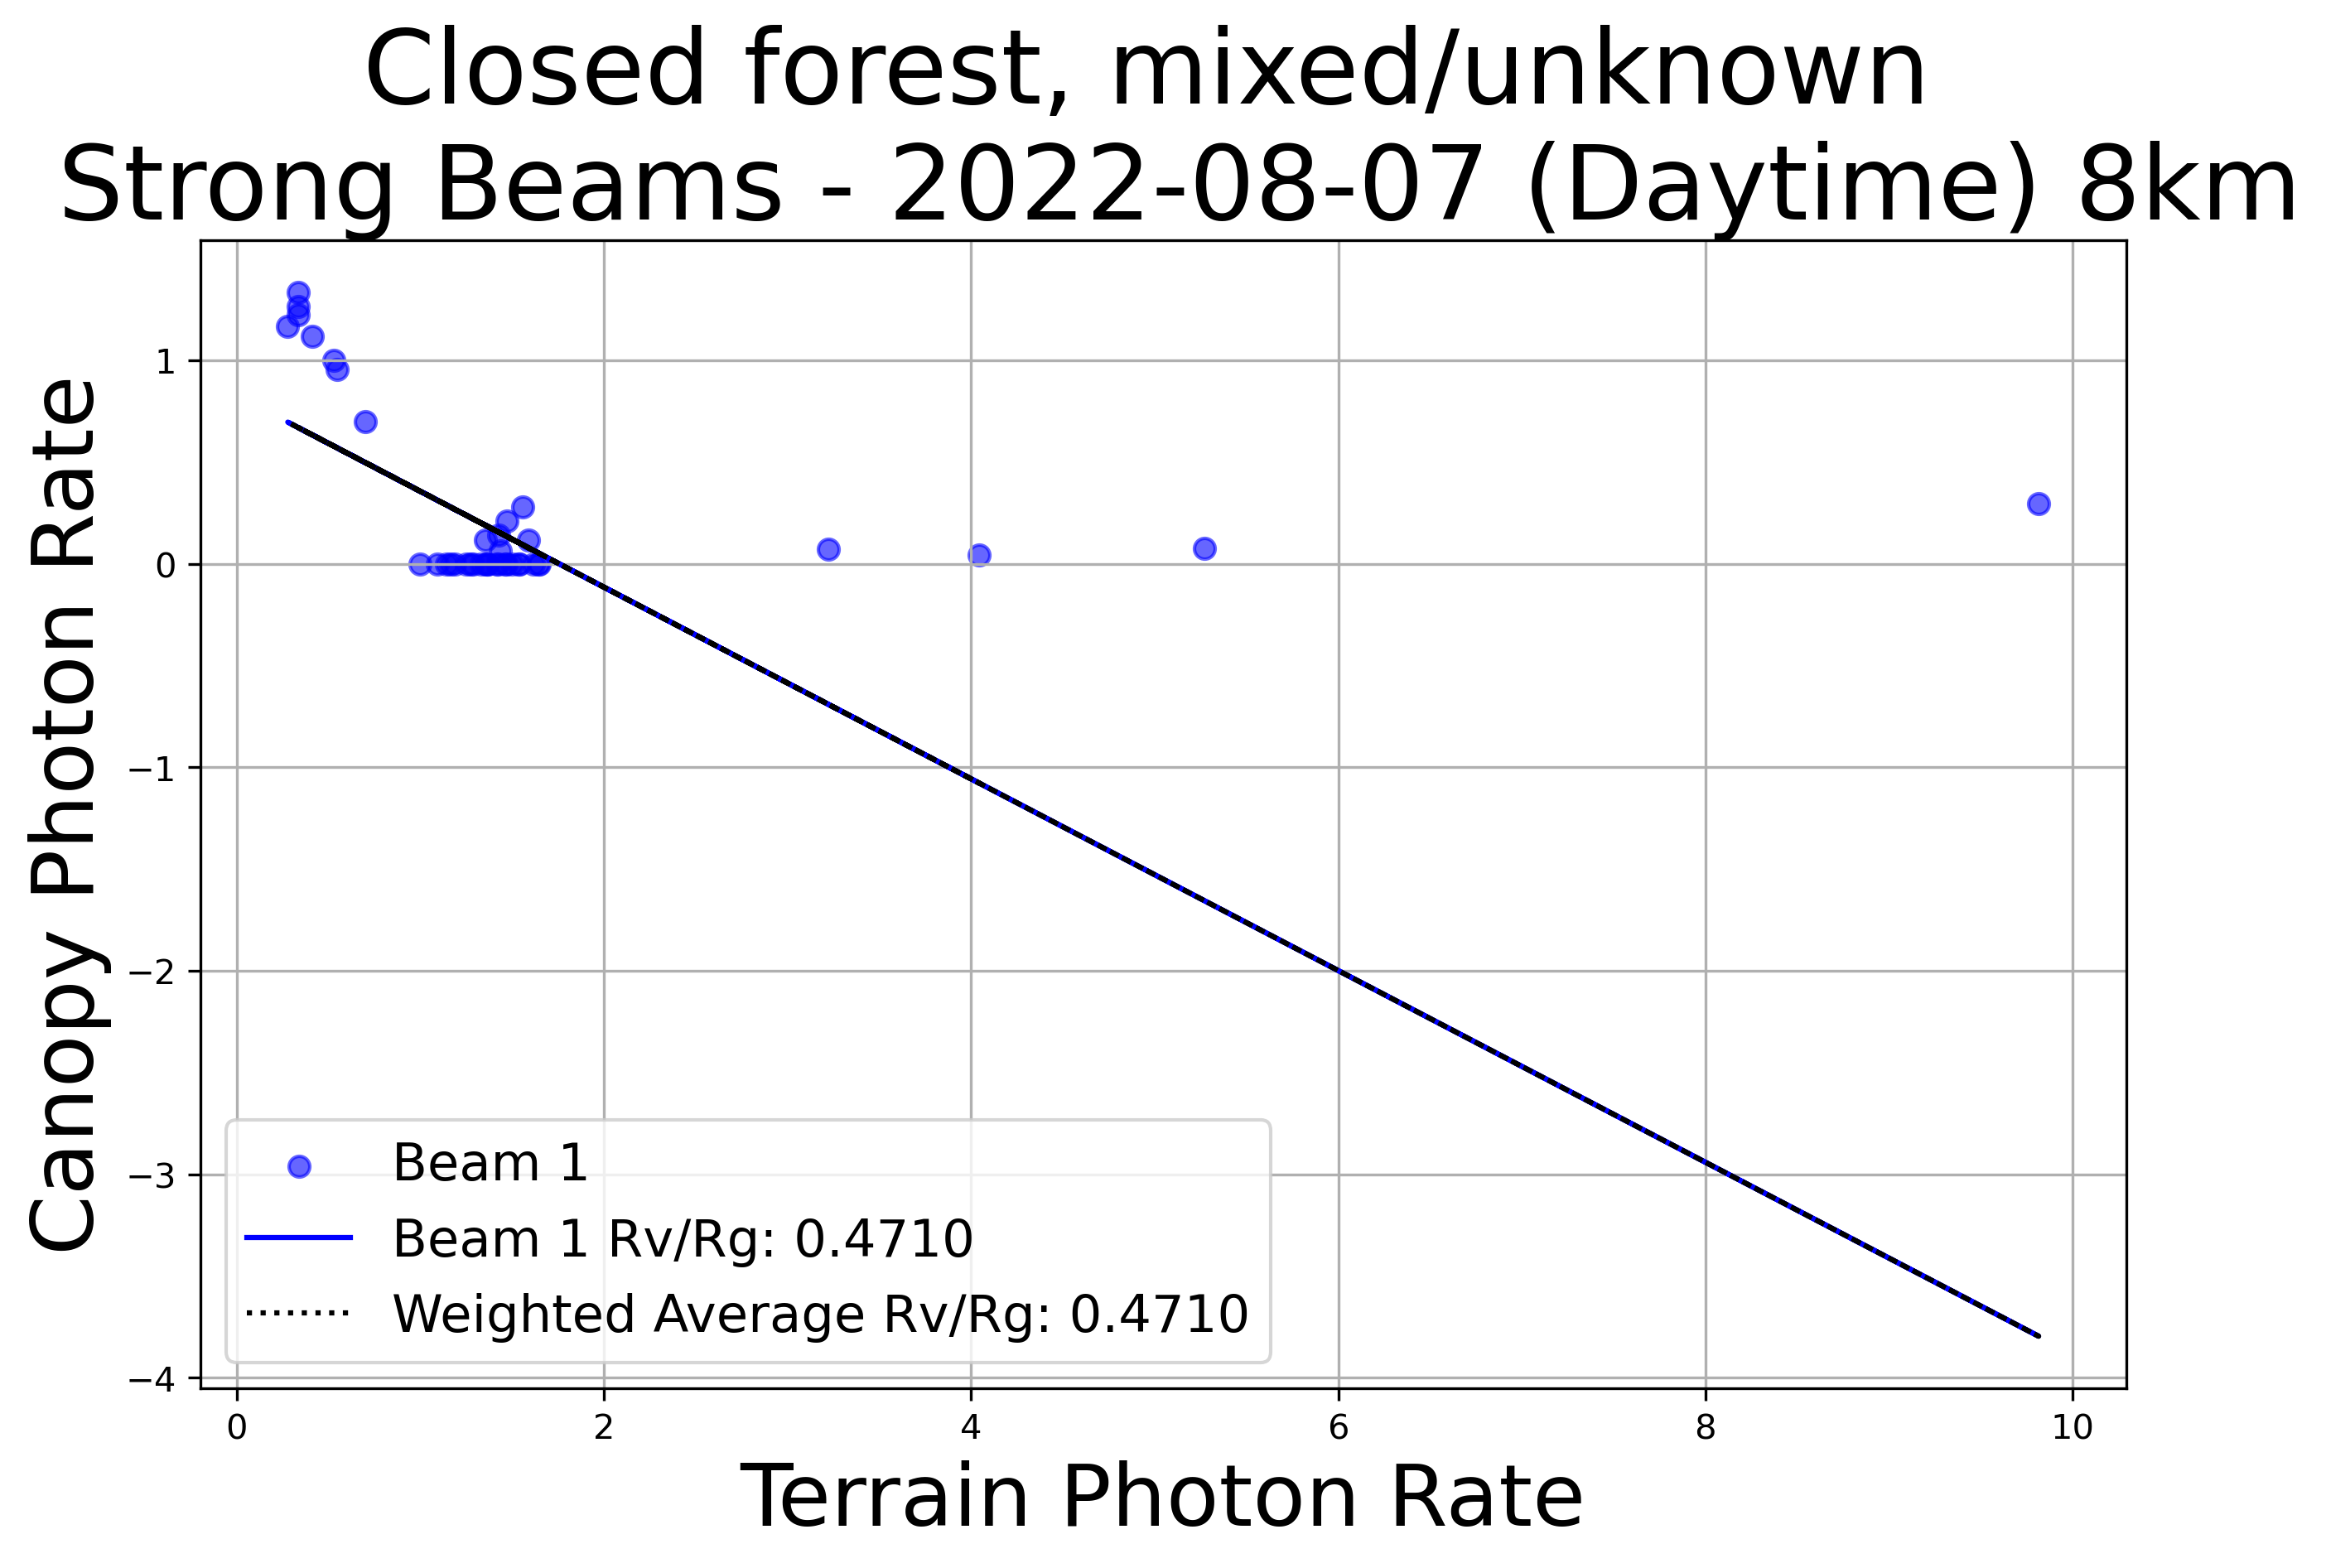 Closed forest, mixed/unknown
Strong Beams - 2022-08-07 (Daytime) 8km
Canopy Photon Rate
1
0
−1
−2
−3
−4
Beam 1
Beam 1 Rv/Rg: 0.4710
Weighted Average Rv/Rg: 0.4710
0 2 4 6 8 10
Terrain Photon Rate